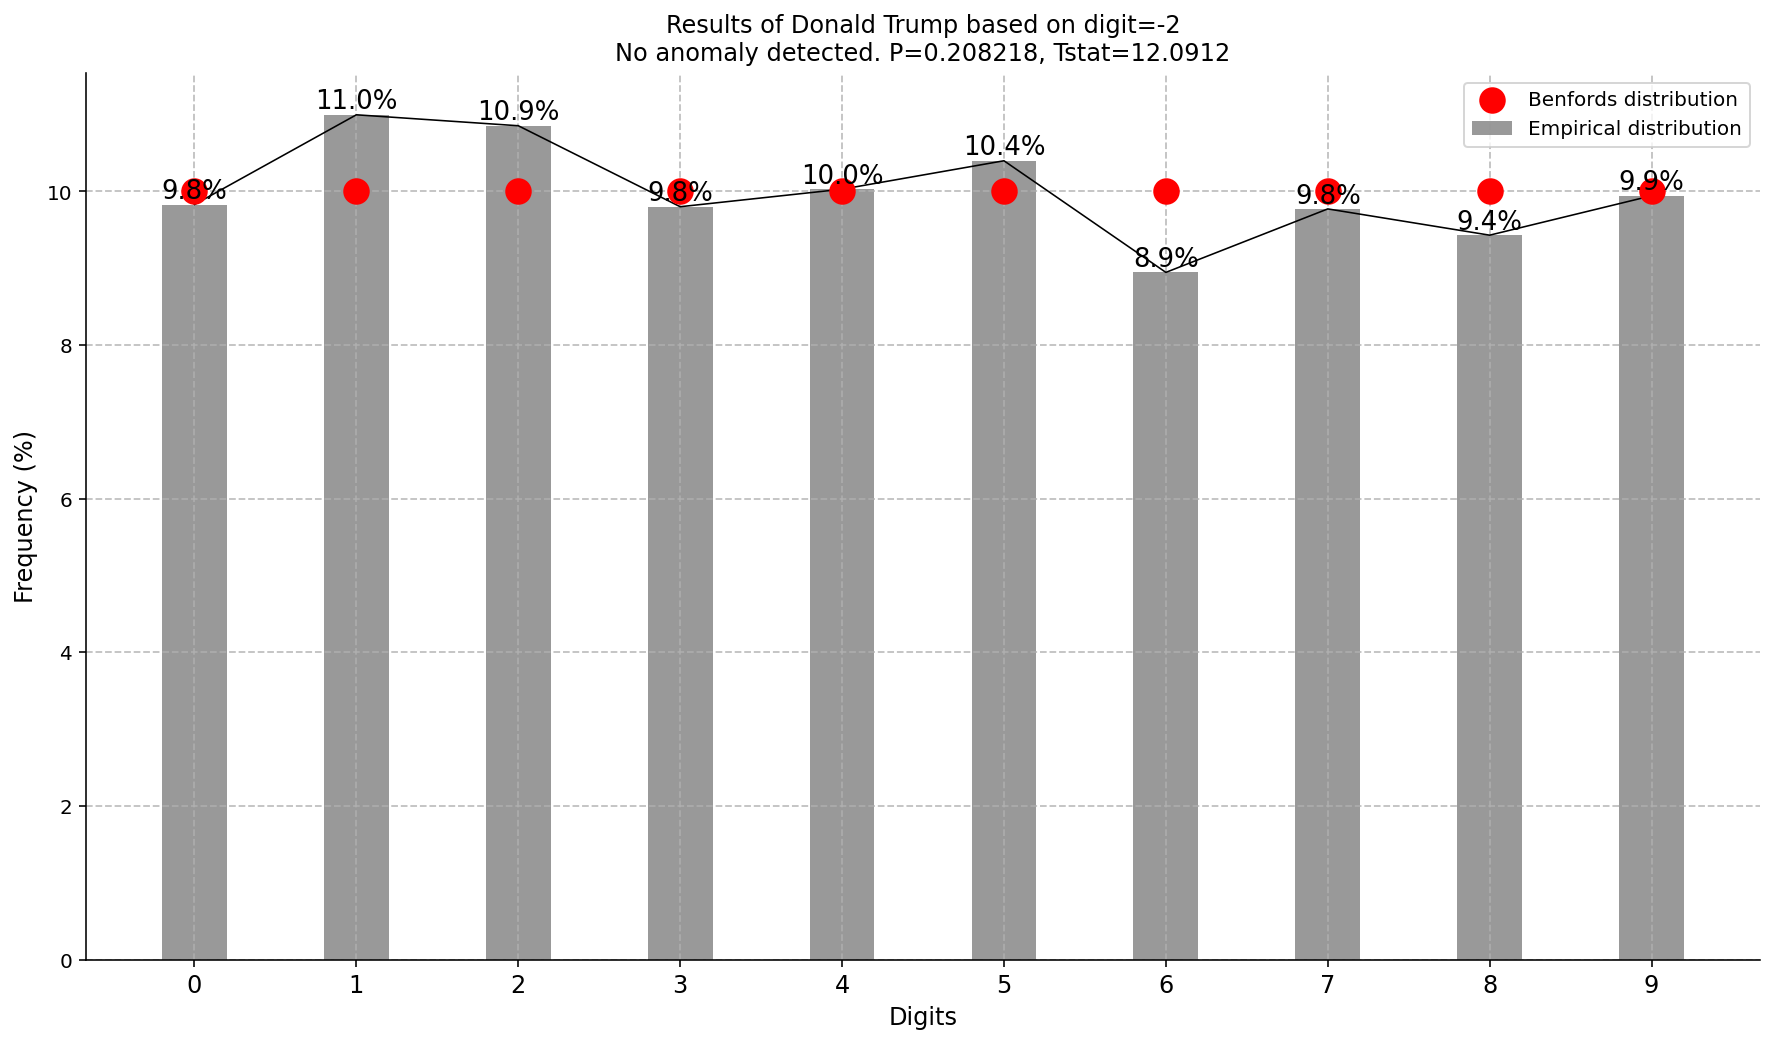 Results of Donald Trump based on digit=-2
No anomaly detected. P=0.208218, Tstat=12.0912
Benfords distribution
Empirical distribution
11.0%
10.9%
10.4%
9.8%
9.8%
10.0%
9.8%
9.9%
9.4%
8.9%
Frequency (%)
10
8
6
4
2
0
0 1 2 3 4 5 6 7 8 9
Digits